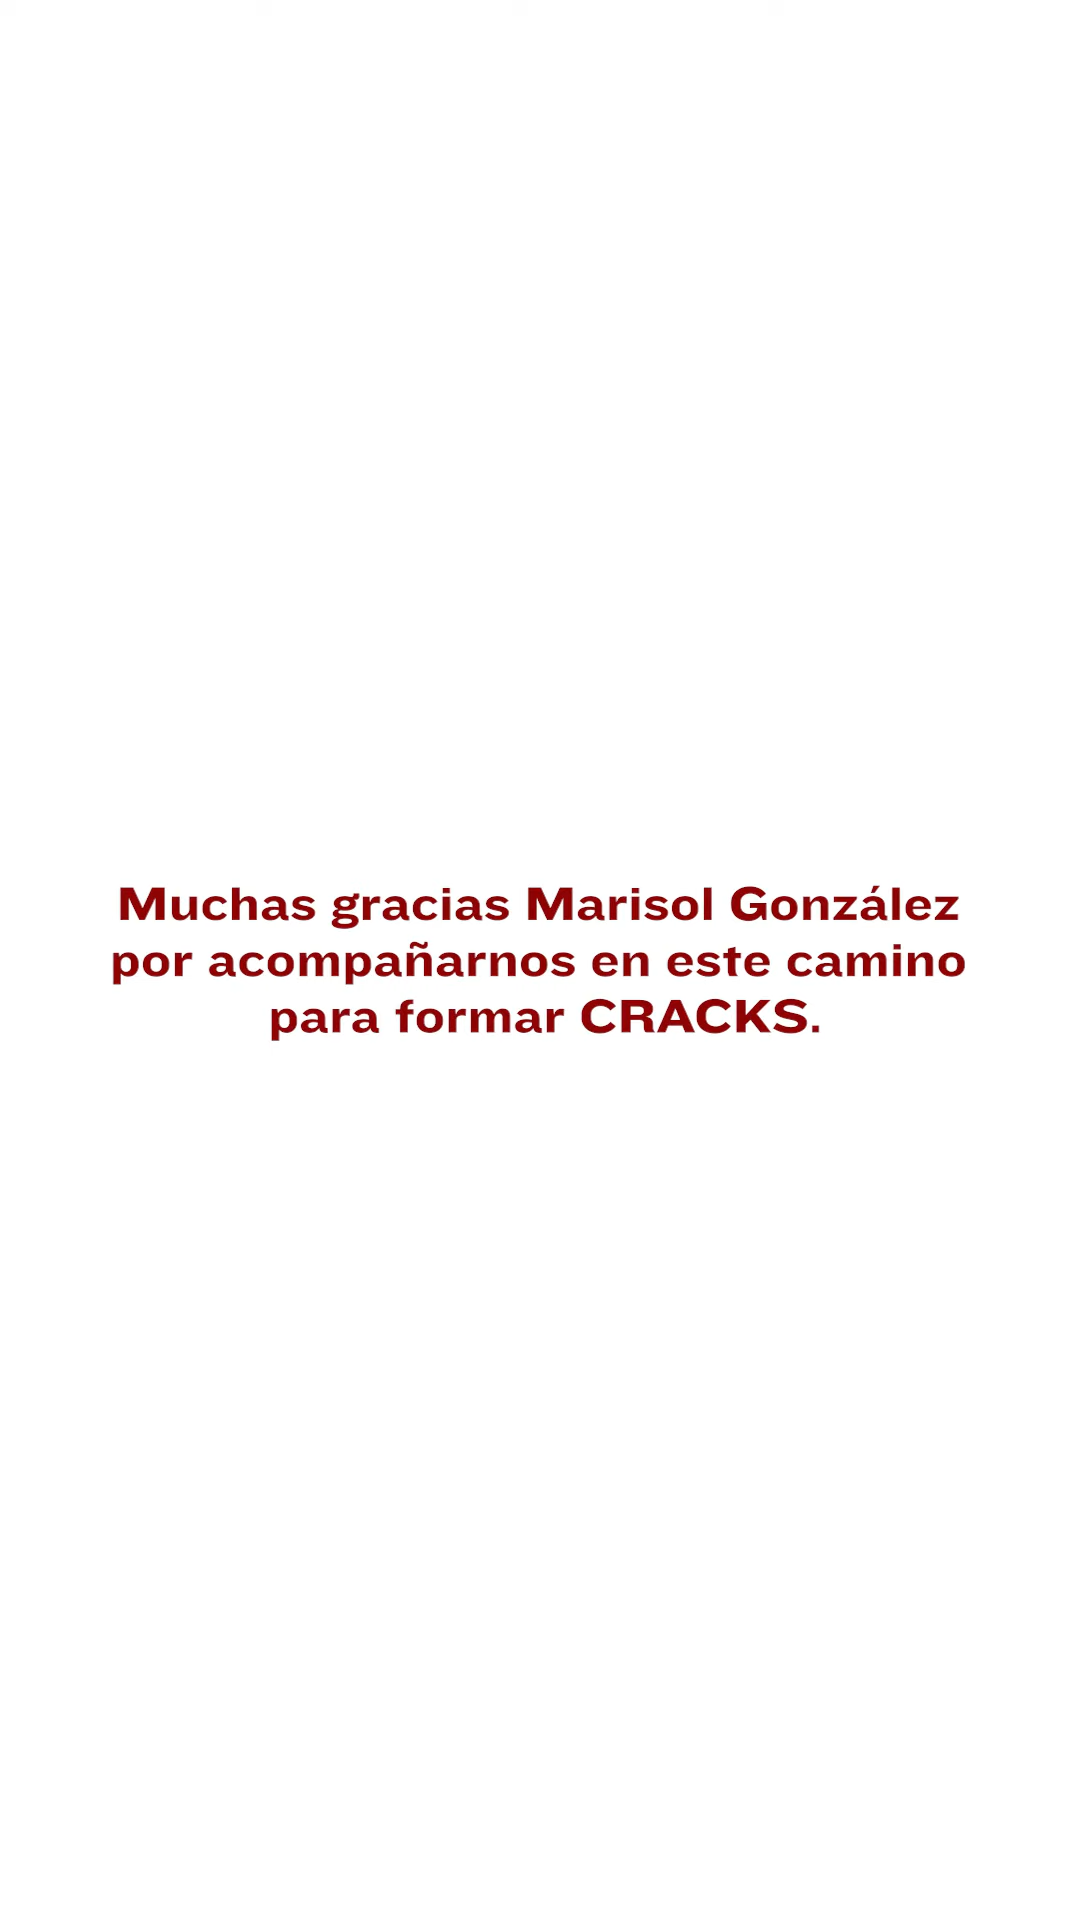 Muchas gracias Marisol González
por acompañarnos en este camino
para formar CRACKS.